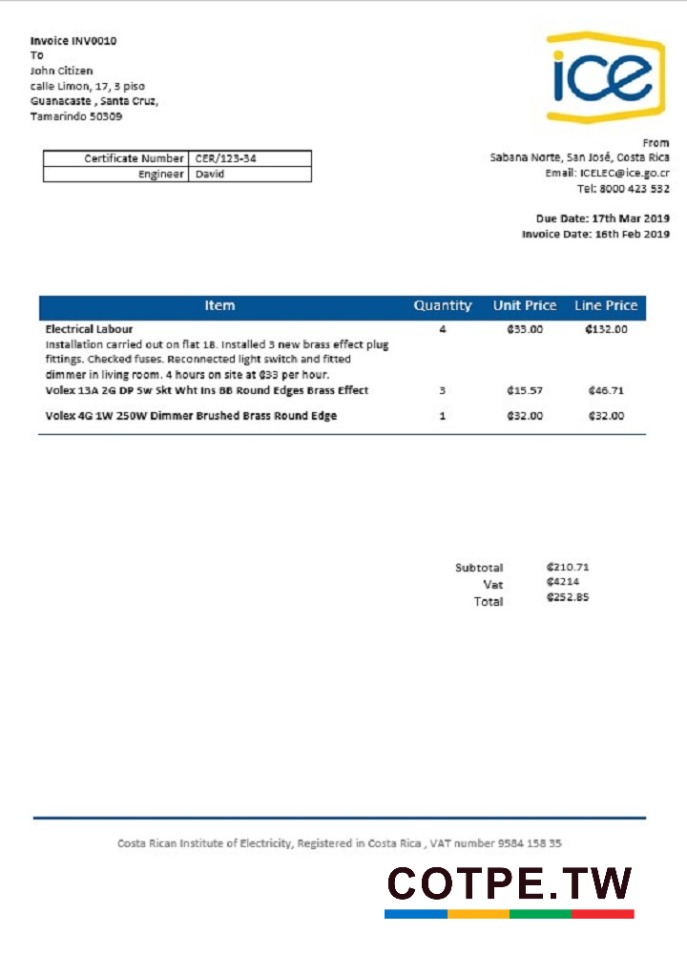 Invoice INV0010
To
John Citizen
calle Limon, 17, 3 piso
Guanacaste , Santa Cruz,
Tamarindo 50309
ice
Certificate Number CER/123-34
Engineer David
From
Sabana Norte, San José, Costa Rica
Email: ICELEC@ice.go.cr
Tel: 8000 423 532
Due Date: 17th Mar 2019
Invoice Date: 16th Feb 2019
Item Quantity Unit Price Line Price
Electrical Labour 4 ₡33.00 ₡132.00
Installation carried out on flat 1B. Installed 3 new brass effect plug
fittings. Checked fuses. Reconnected light switch and fitted
dimmer in living room. 4 hours on site at ₡33 per hour.
Volex 13A 2G DP Sw Skt Wht Ins BB Round Edges Brass Effect 3 ₡15.57 ₡46.71
Volex 4G 1W 250W Dimmer Brushed Brass Round Edge 1 ₡32.00 ₡32.00
Subtotal ₡210.71
Vat ₡4214
Total ₡252.85
Costa Rican Institute of Electricity, Registered in Costa Rica , VAT number 9584 158 35
COTPE.TW